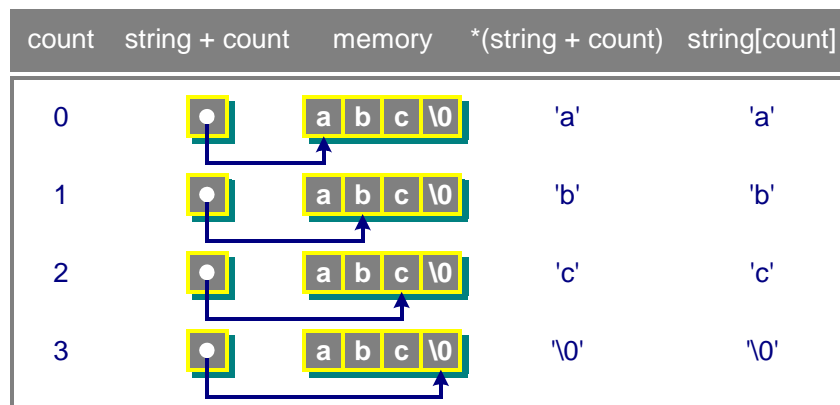 count string + count memory *(string + count) string[count]
0 a b c \0 'a' 'a'
1 a b c \0 'b' 'b'
2 a b c \0 'c' 'c'
3 a b c \0 '\0' '\0'